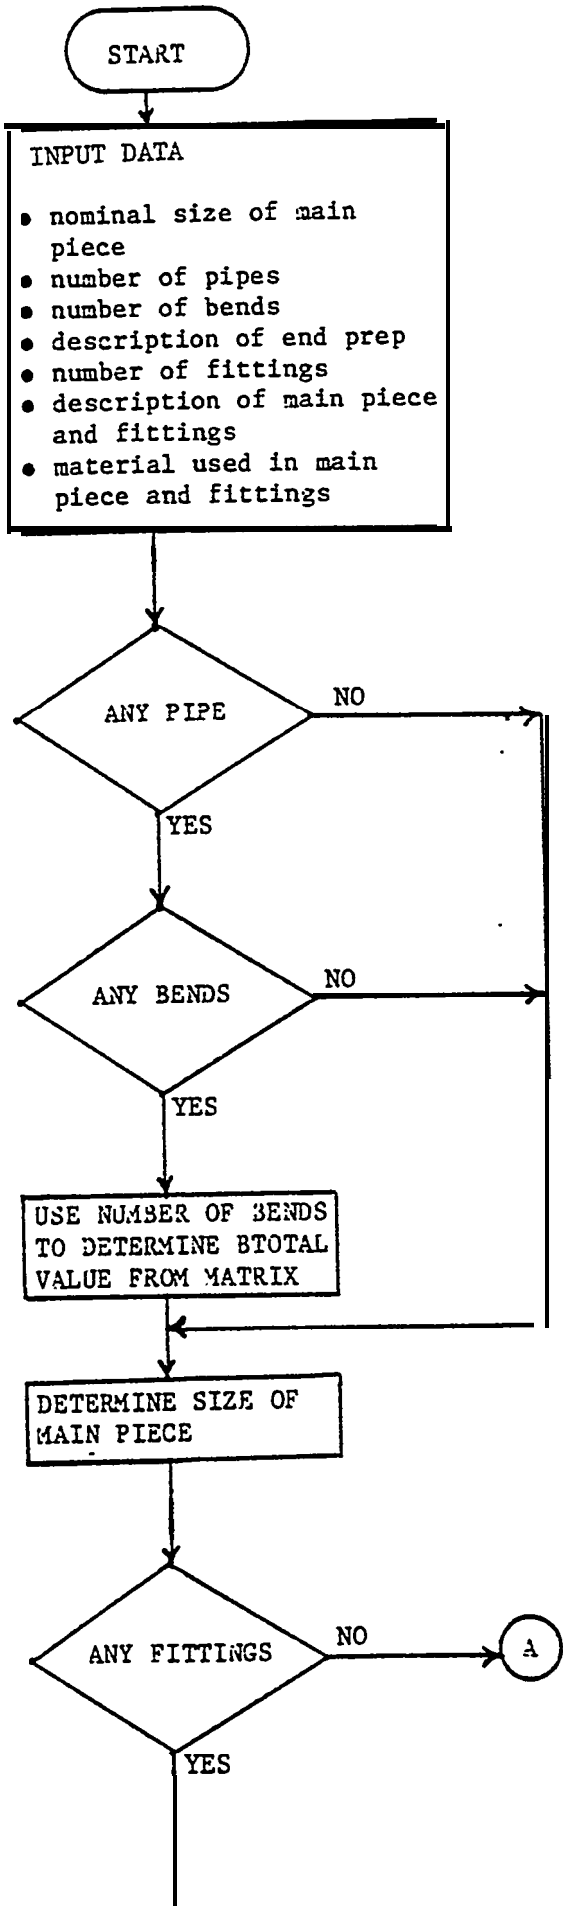 START
INPUT DATA
• nominal size of main
piece
• number of pipes
• number of bends
• description of end prep
• number of fittings
• description of main piece
and fittings
• material used in main
piece and fittings
ANY PIPE
NO
YES
ANY BENDS
NO
YES
USE NUMBER OF BENDS
TO DETERMINE BTOTAL
VALUE FROM MATRIX
DETERMINE SIZE OF
MAIN PIECE
ANY FITTINGS
NO
A
YES